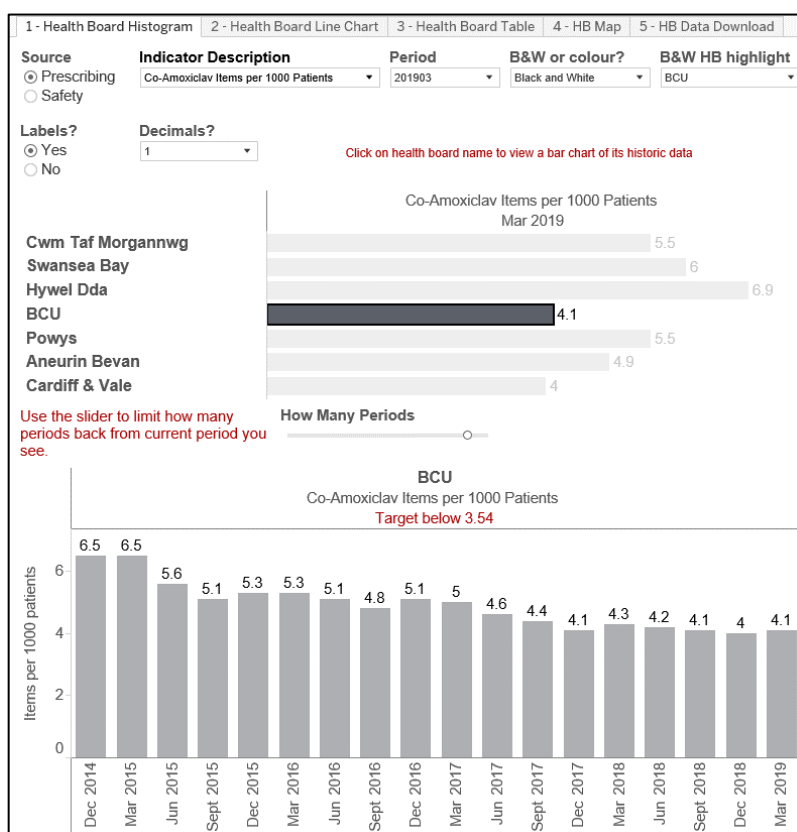 1 - Health Board Histogram
2 - Health Board Line Chart
3 - Health Board Table
4 - HB Map
5 - HB Data Download
Source
Indicator Description
Period
B&W or colour?
B&W HB highlight
Prescribing
Co-Amoxiclav Items per 1000 Patients
201903
Black and White
BCU
Safety
Labels?
Decimals?
Yes
1
Click on health board name to view a bar chart of its historic data
No
Co-Amoxiclav Items per 1000 Patients
Mar 2019
Cwm Taf Morgannwg 5.5
Swansea Bay 6
Hywel Dda 6.9
BCU 4.1
Powys 5.5
Aneurin Bevan 4.9
Cardiff & Vale 4
Use the slider to limit how many
periods back from current period you
see.
How Many Periods
BCU
Co-Amoxiclav Items per 1000 Patients
Target below 3.54
Items per 1000 patients
6
4
2
0
6.5 6.5 5.6 5.1 5.3 5.3 5.1 4.8 5.1 5 4.6 4.4 4.1 4.3 4.2 4.1 4 4.1
Dec 2014
Mar 2015
Jun 2015
Sept 2015
Dec 2015
Mar 2016
Jun 2016
Sept 2016
Dec 2016
Mar 2017
Jun 2017
Sept 2017
Dec 2017
Mar 2018
Jun 2018
Sept 2018
Dec 2018
Mar 2019